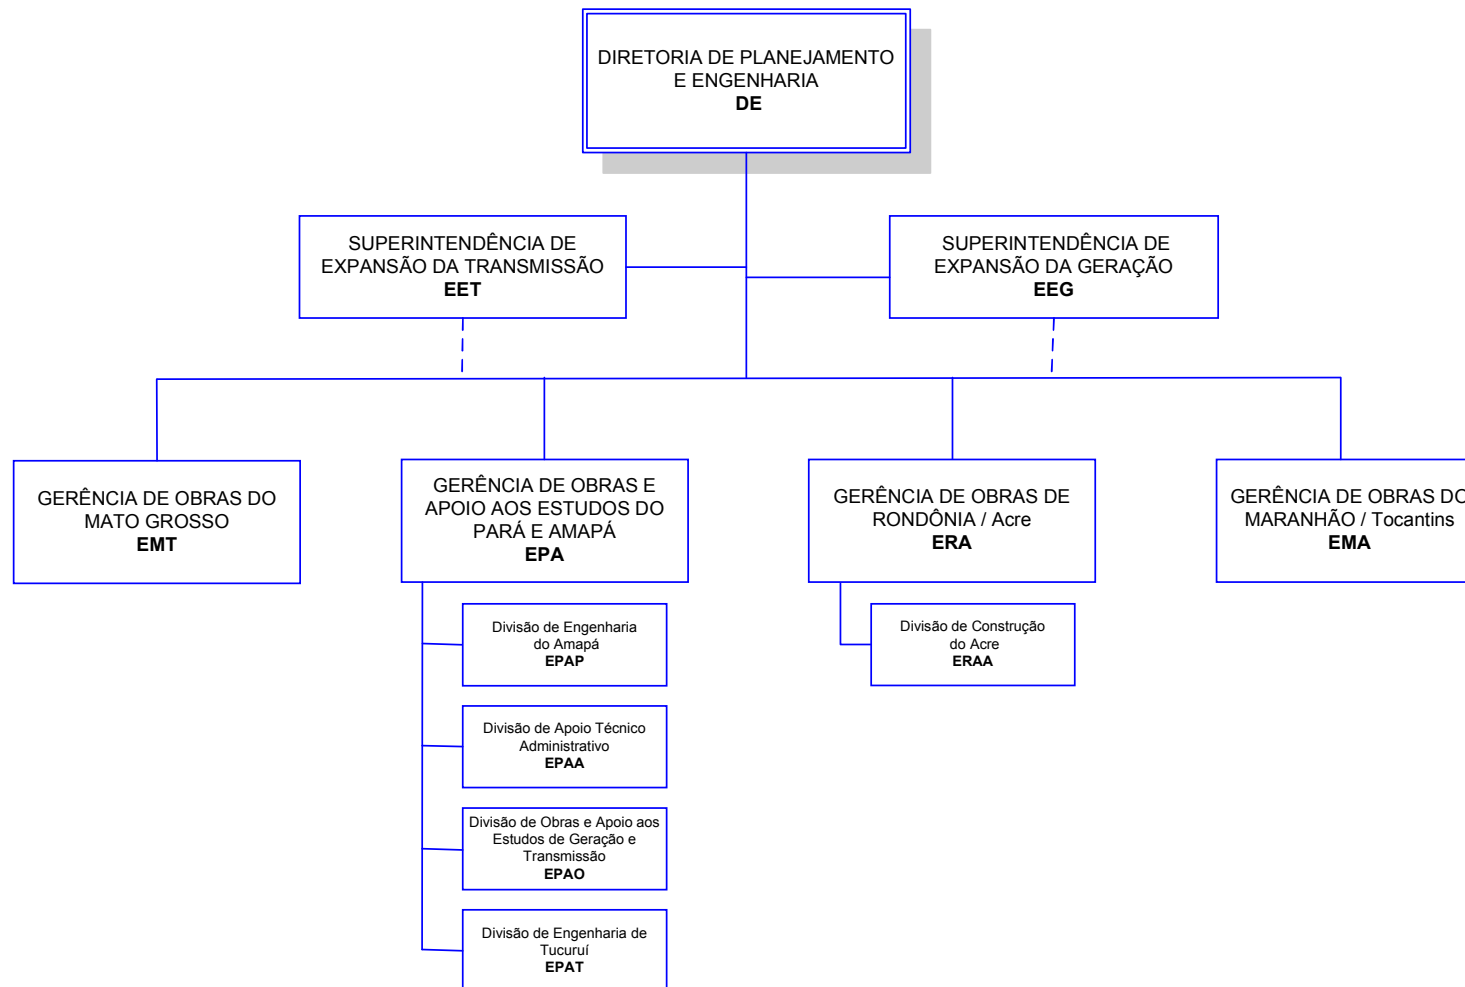 DIRETORIA DE PLANEJAMENTO
E ENGENHARIA
DE
SUPERINTENDÊNCIA DE
EXPANSÃO DA TRANSMISSÃO
EET
SUPERINTENDÊNCIA DE
EXPANSÃO DA GERAÇÃO
EEG
GERÊNCIA DE OBRAS DO
MATO GROSSO
EMT
GERÊNCIA DE OBRAS E
APOIO AOS ESTUDOS DO
PARÁ E AMAPÁ
EPA
GERÊNCIA DE OBRAS DE
RONDÔNIA / Acre
ERA
GERÊNCIA DE OBRAS DO
MARANHÃO / Tocantins
EMA
Divisão de Engenharia
do Amapá
EPAP
Divisão de Apoio Técnico
Administrativo
EPAA
Divisão de Obras e Apoio aos
Estudos de Geração e
Transmissão
EPAO
Divisão de Engenharia de
Tucuruí
EPAT
Divisão de Construção
do Acre
ERAA